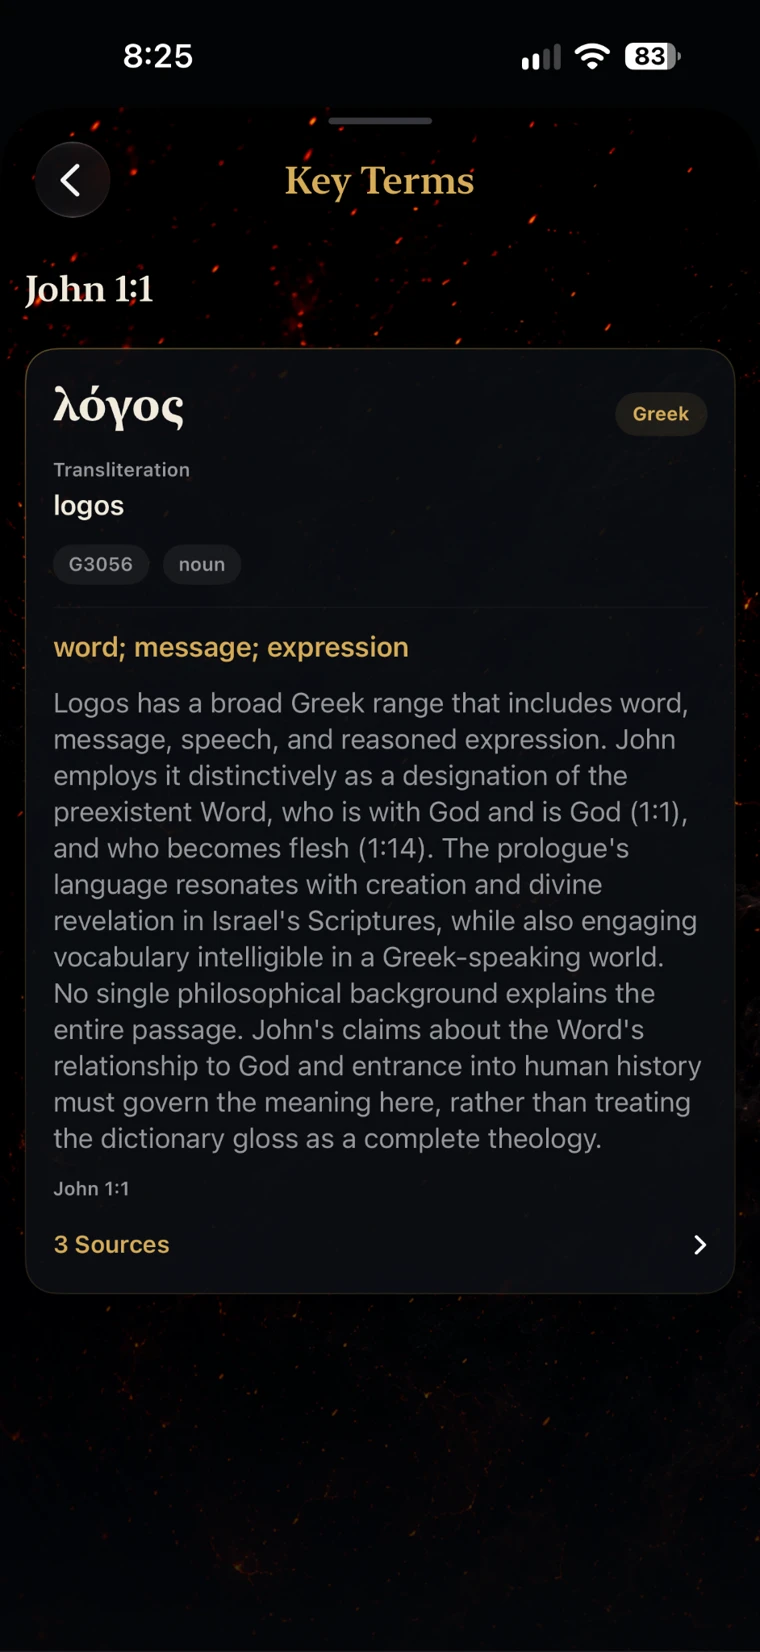 8:25
83
Key Terms
John 1:1
λόγος
Greek
Transliteration
logos
G3056
noun
word; message; expression
Logos has a broad Greek range that includes word,
message, speech, and reasoned expression. John
employs it distinctively as a designation of the
preexistent Word, who is with God and is God (1:1),
and who becomes flesh (1:14). The prologue's
language resonates with creation and divine
revelation in Israel's Scriptures, while also engaging
vocabulary intelligible in a Greek-speaking world.
No single philosophical background explains the
entire passage. John's claims about the Word's
relationship to God and entrance into human history
must govern the meaning here, rather than treating
the dictionary gloss as a complete theology.
John 1:1
3 Sources